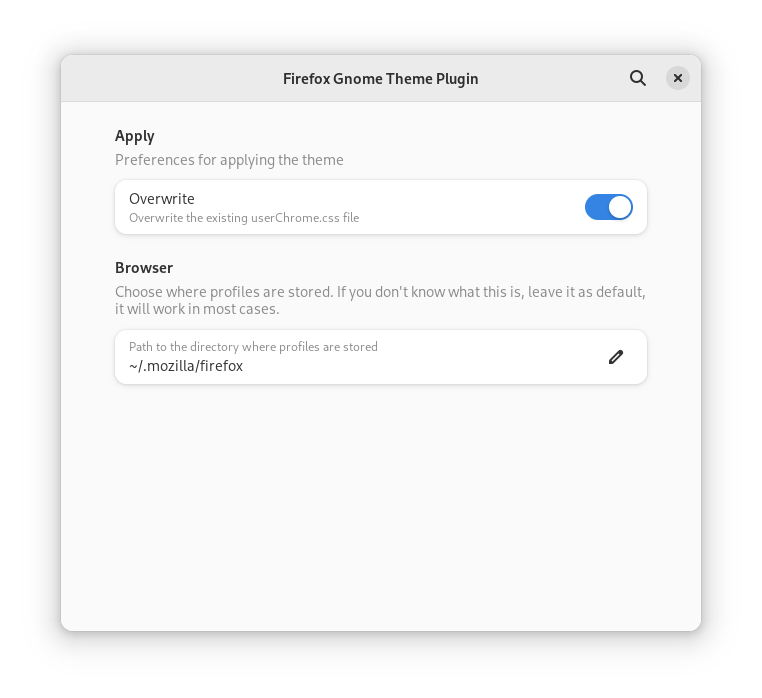 Firefox Gnome Theme Plugin
Apply
Preferences for applying the theme
Overwrite
Overwrite the existing userChrome.css file
Browser
Choose where profiles are stored. If you don't know what this is, leave it as default,
it will work in most cases.
Path to the directory where profiles are stored
~/.mozilla/firefox